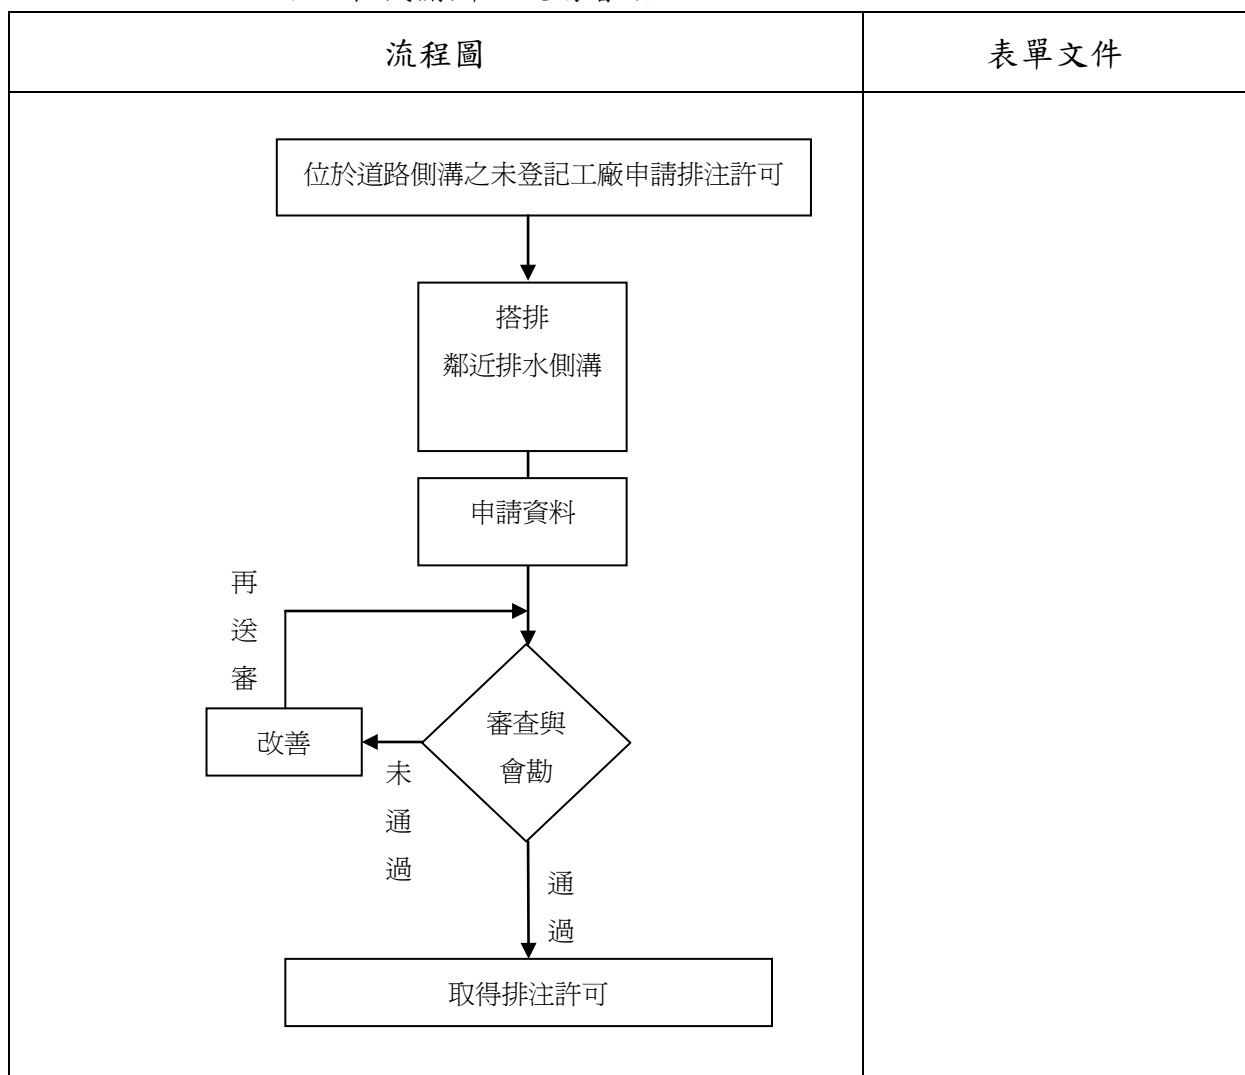 流程圖
表單文件
位於道路側溝之未登記工廠申請排注許可
搭排
鄰近排水側溝
申請資料
再送審
改善
審查與
會勘
未通過
通過
取得排注許可